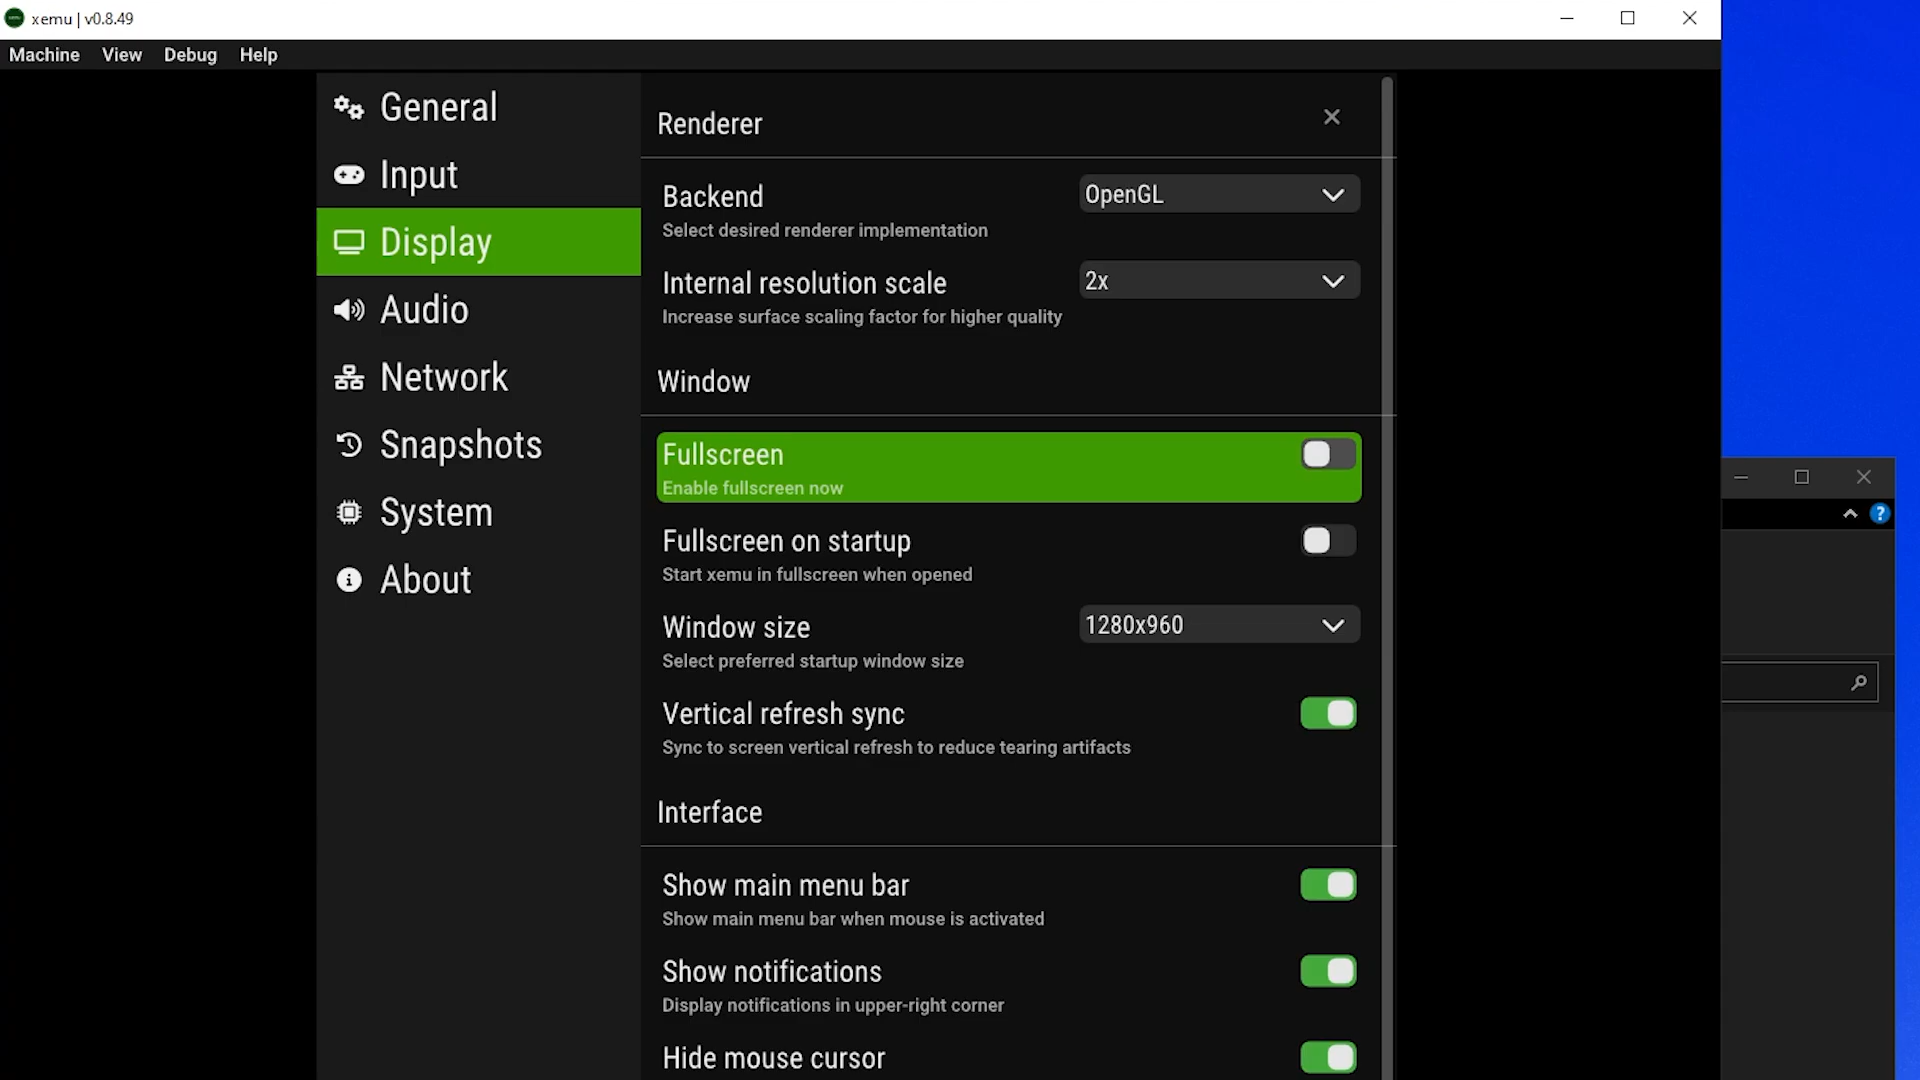 xemu | v0.8.49
Machine View Debug Help
General
Input
Display
Audio
Network
Snapshots
System
About
Renderer
Backend
OpenGL
Select desired renderer implementation
Internal resolution scale
2x
Increase surface scaling factor for higher quality
Window
Fullscreen
Enable fullscreen now
Fullscreen on startup
Start xemu in fullscreen when opened
Window size
1280x960
Select preferred startup window size
Vertical refresh sync
Sync to screen vertical refresh to reduce tearing artifacts
Interface
Show main menu bar
Show main menu bar when mouse is activated
Show notifications
Display notifications in upper-right corner
Hide mouse cursor